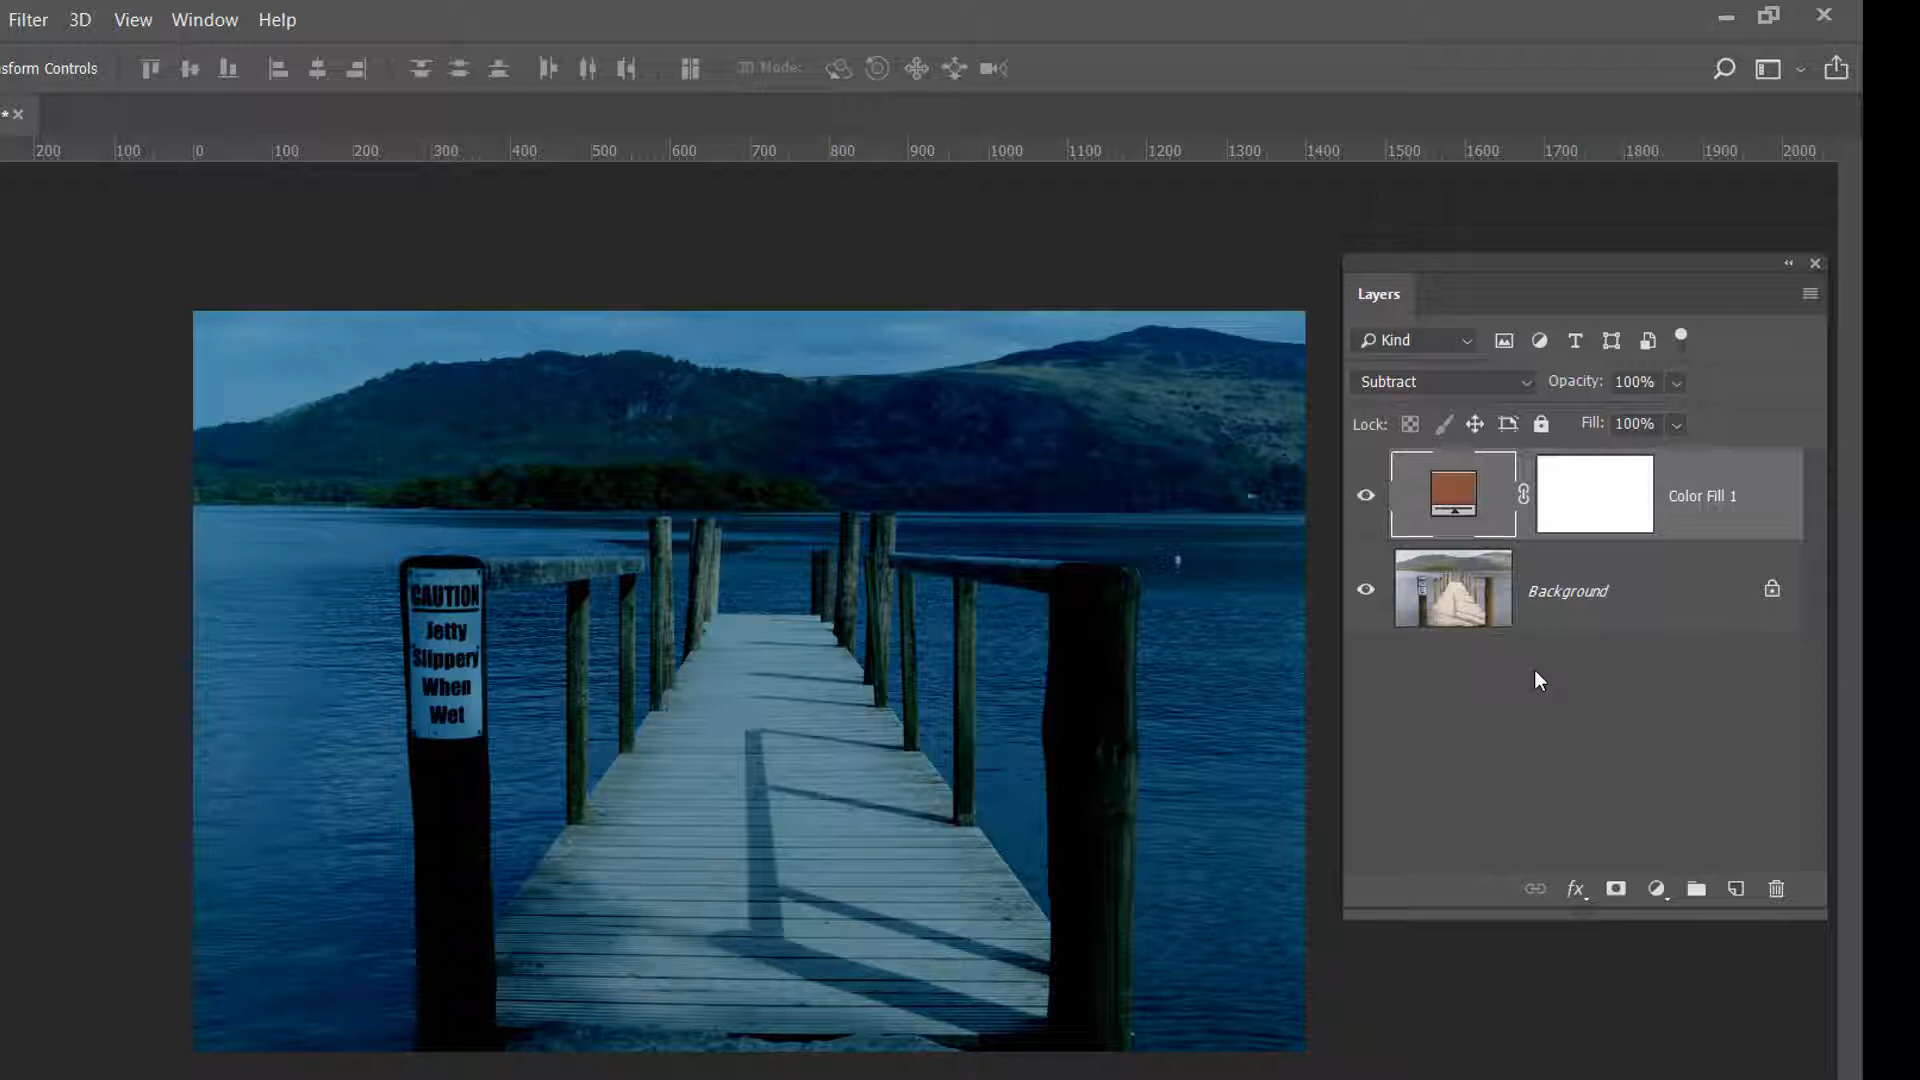 Filter 3D View Window Help
sform Controls
3D Mode:
*
200 100 0 100 200 300 400 500 600 700 800 900 1000 1100 1200 1300 1400 1500 1600 1700 1800 1900 2000
Layers
Kind
Subtract Opacity: 100%
Lock: Fill: 100%
Color Fill 1
Background
fx
CAUTION
Jetty
Slippery
When
Wet